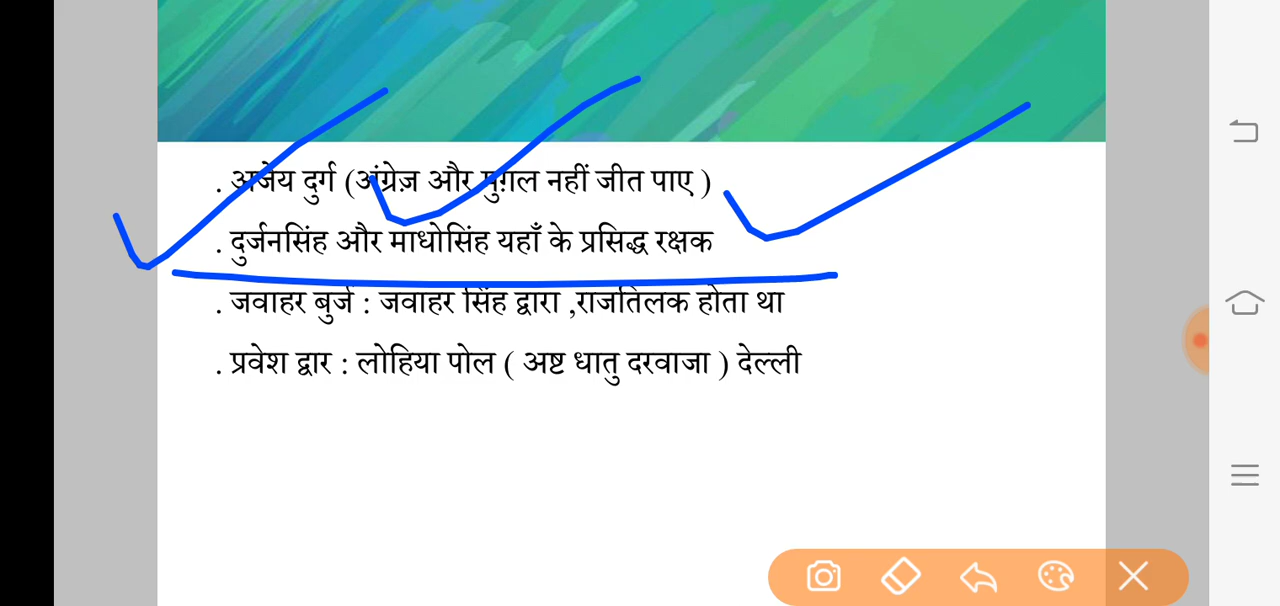 . अजेय दुर्ग (अंग्रेज़ और मुग़ल नहीं जीत पाए )
. दुर्जनसिंह और माधोसिंह यहाँ के प्रसिद्ध रक्षक
. जवाहर बुर्ज : जवाहर सिंह द्वारा ,राजतिलक होता था
. प्रवेश द्वार : लोहिया पोल ( अष्ट धातु दरवाजा ) देल्ली